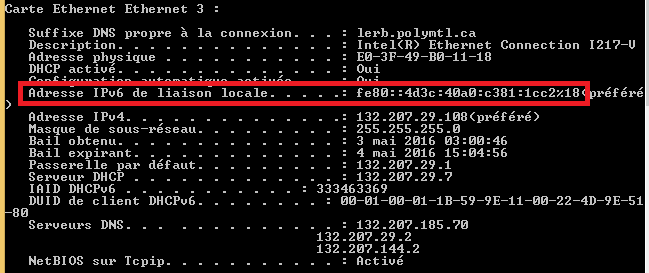 Carte Ethernet Ethernet 3 :
Suffixe DNS propre à la connexion. . . : lerb.polymtl.ca
Description. . . . . . . . . . . . . . : Intel(R) Ethernet Connection I217-V
Adresse physique . . . . . . . . . . . : E0-3F-49-B0-11-18
DHCP activé. . . . . . . . . . . . . . : Oui
Configuration automatique activée. . . : Oui
Adresse IPv6 de liaison locale. . . . .: fe80::4d3c:40a0:c381:1cc2%18(préféré
)
Adresse IPv4. . . . . . . . . . . . . .: 132.207.29.108(préféré)
Masque de sous-réseau. . . . . . . . . : 255.255.255.0
Bail obtenu. . . . . . . . . . . . . . : 3 mai 2016 03:00:46
Bail expirant. . . . . . . . . . . . . : 4 mai 2016 15:04:56
Passerelle par défaut. . . . . . . . . : 132.207.29.1
Serveur DHCP . . . . . . . . . . . . . : 132.207.29.7
IAID DHCPv6 . . . . . . . . . . . : 333463369
DUID de client DHCPv6. . . . . . . . : 00-01-00-01-1B-59-9E-11-00-22-4D-9E-51
-80
Serveurs DNS. . . . . . . . . . . . . : 132.207.185.70
132.207.29.2
132.207.144.2
NetBIOS sur Tcpip. . . . . . . . . . . : Activé